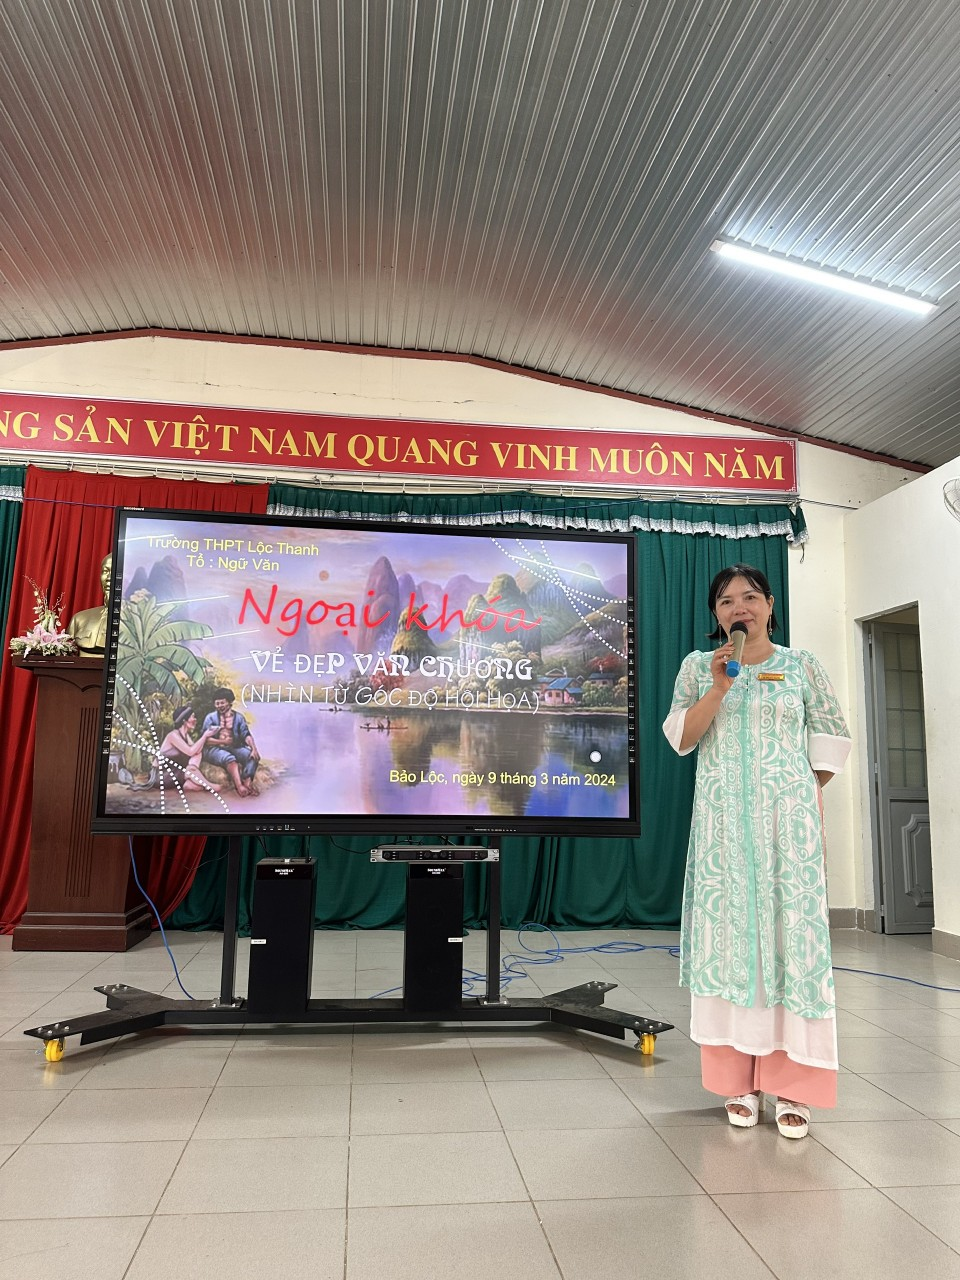 NG SẢN VIỆT NAM QUANG VINH MUÔN NĂM
Trường THPT Lộc Thanh
Tổ : Ngữ Văn
Ngoại khóa
VẺ ĐẸP VĂN CHƯƠNG
(NHÌN TỪ GÓC ĐỘ HỘI HỌA)
Bảo Lộc, ngày 9 tháng 3 năm 2024